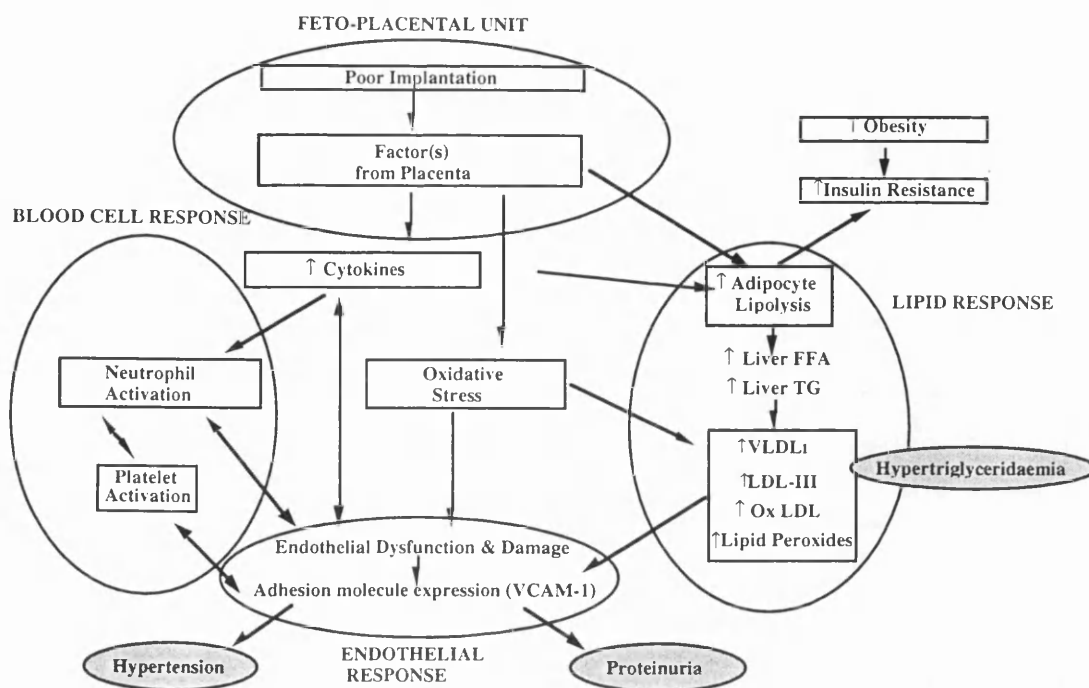 FETO-PLACENTAL UNIT
Poor Implantation
Factor(s)
from Placenta
↑ Obesity
↑Insulin Resistance
BLOOD CELL RESPONSE
↑ Cytokines
↑ Adipocyte
Lipolysis
LIPID RESPONSE
Neutrophil
Activation
Oxidative
Stress
↑ Liver FFA
↑ Liver TG
Platelet
Activation
↑VLDL1
↑LDL-III
↑ Ox LDL
↑Lipid Peroxides
Hypertriglyceridaemia
Endothelial Dysfunction & Damage
Adhesion molecule expression (VCAM-1)
Hypertension
ENDOTHELIAL
RESPONSE
Proteinuria